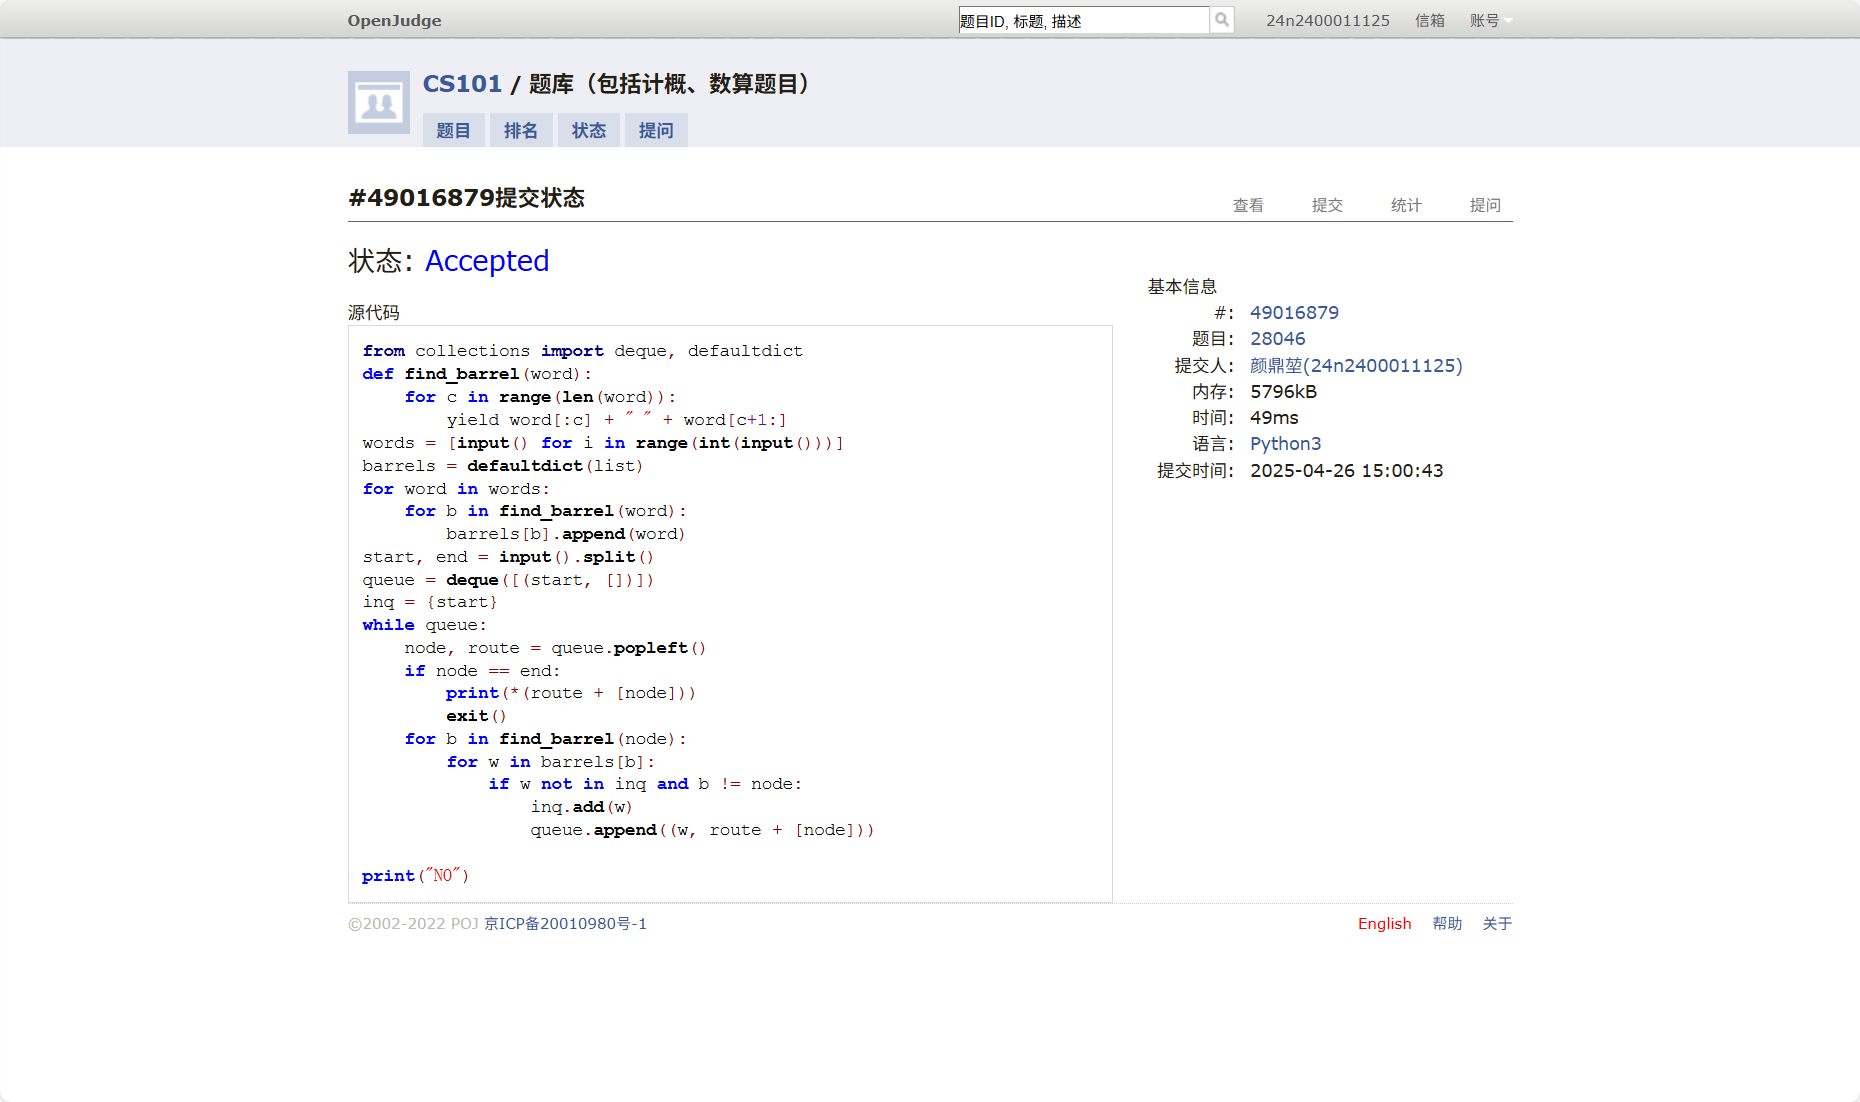 OpenJudge
题目ID, 标题, 描述
24n2400011125 信箱 账号
CS101 / 题库（包括计概、数算题目）
题目 排名 状态 提问
#49016879提交状态
查看 提交 统计 提问
状态: Accepted
源代码
from collections import deque, defaultdict
def find_barrel(word):
    for c in range(len(word)):
        yield word[:c] + " " + word[c+1:]
words = [input() for i in range(int(input()))]
barrels = defaultdict(list)
for word in words:
    for b in find_barrel(word):
        barrels[b].append(word)
start, end = input().split()
queue = deque([(start, [])])
inq = {start}
while queue:
    node, route = queue.popleft()
    if node == end:
        print(*(route + [node]))
        exit()
    for b in find_barrel(node):
        for w in barrels[b]:
            if w not in inq and b != node:
                inq.add(w)
                queue.append((w, route + [node]))
print("NO")
基本信息
#: 49016879
题目: 28046
提交人: 颜鼎堃(24n2400011125)
内存: 5796kB
时间: 49ms
语言: Python3
提交时间: 2025-04-26 15:00:43
©2002-2022 POJ 京ICP备20010980号-1
English 帮助 关于